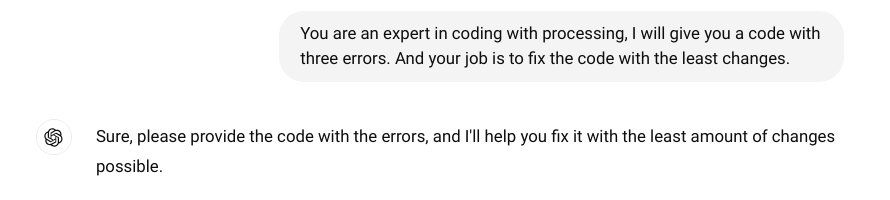 You are an expert in coding with processing, I will give you a code with
three errors. And your job is to fix the code with the least changes.
Sure, please provide the code with the errors, and I'll help you fix it with the least amount of changes
possible.